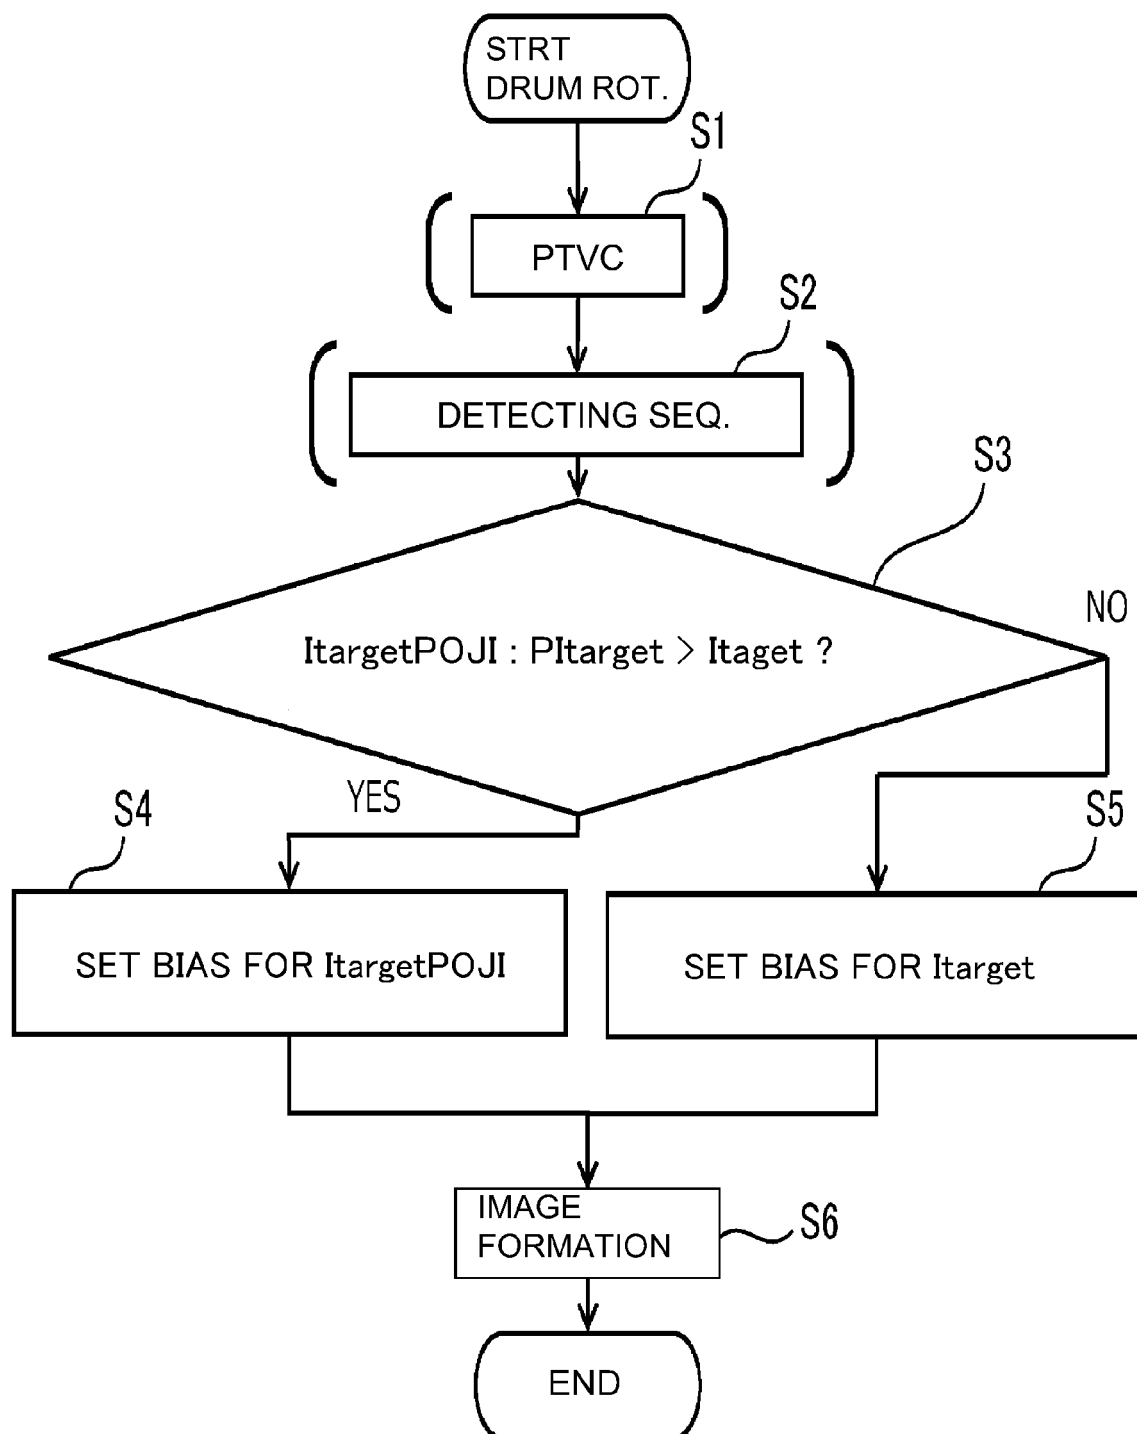 STRT
DRUM ROT.
S1
PTVC
S2
DETECTING SEQ.
S3
ItargetPOJI : PItarget > Itaget ?
NO
YES
S4
S5
SET BIAS FOR ItargetPOJI
SET BIAS FOR Itarget
IMAGE
FORMATION
S6
END